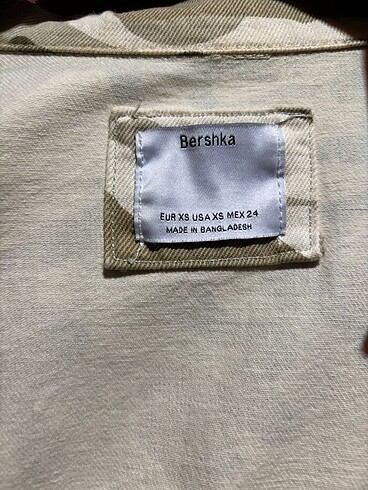 Bershka
EUR XS USA XS MEX 24
MADE IN BANGLADESH